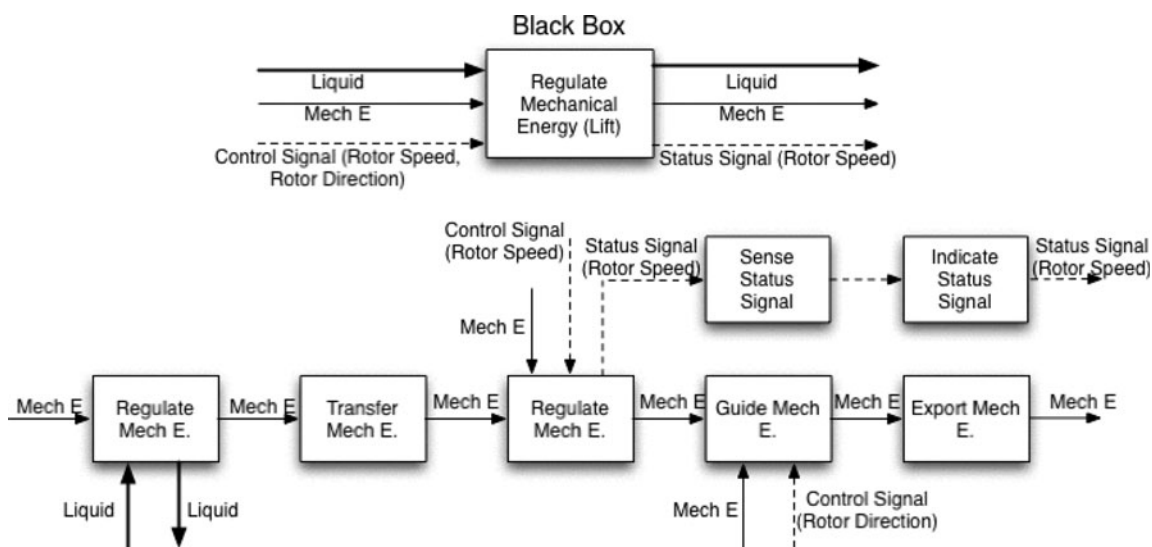 Black Box
Liquid
Mech E
Control Signal (Rotor Speed,
Rotor Direction)
Regulate
Mechanical
Energy (Lift)
Liquid
Mech E
Status Signal (Rotor Speed)
Control Signal
(Rotor Speed)
Mech E
Status Signal
(Rotor Speed)
Sense
Status
Signal
Indicate
Status
Signal
Status Signal
(Rotor Speed)
Mech E
Regulate
Mech E.
Mech E
Transfer
Mech E.
Mech E
Regulate
Mech E.
Mech E
Guide Mech
E.
Mech E
Export Mech
E.
Mech E
Liquid
Liquid
Mech E
Control Signal
(Rotor Direction)